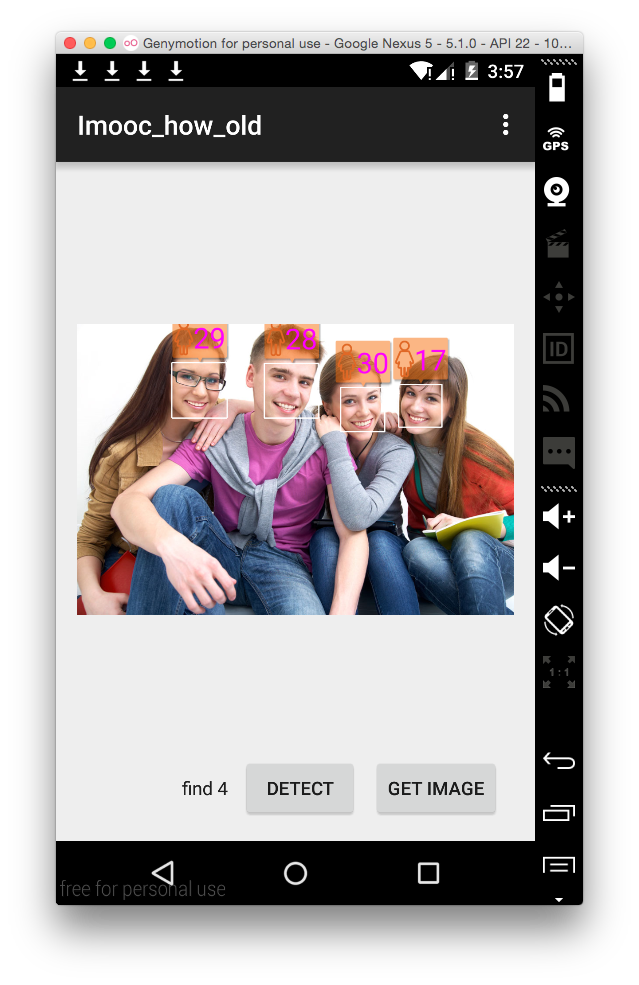 Genymotion for personal use - Google Nexus 5 - 5.1.0 - API 22 - 10...
3:57
GPS
Imooc_how_old
ID
29
28
30
17
1:1
find 4
DETECT
GET IMAGE
free for personal use